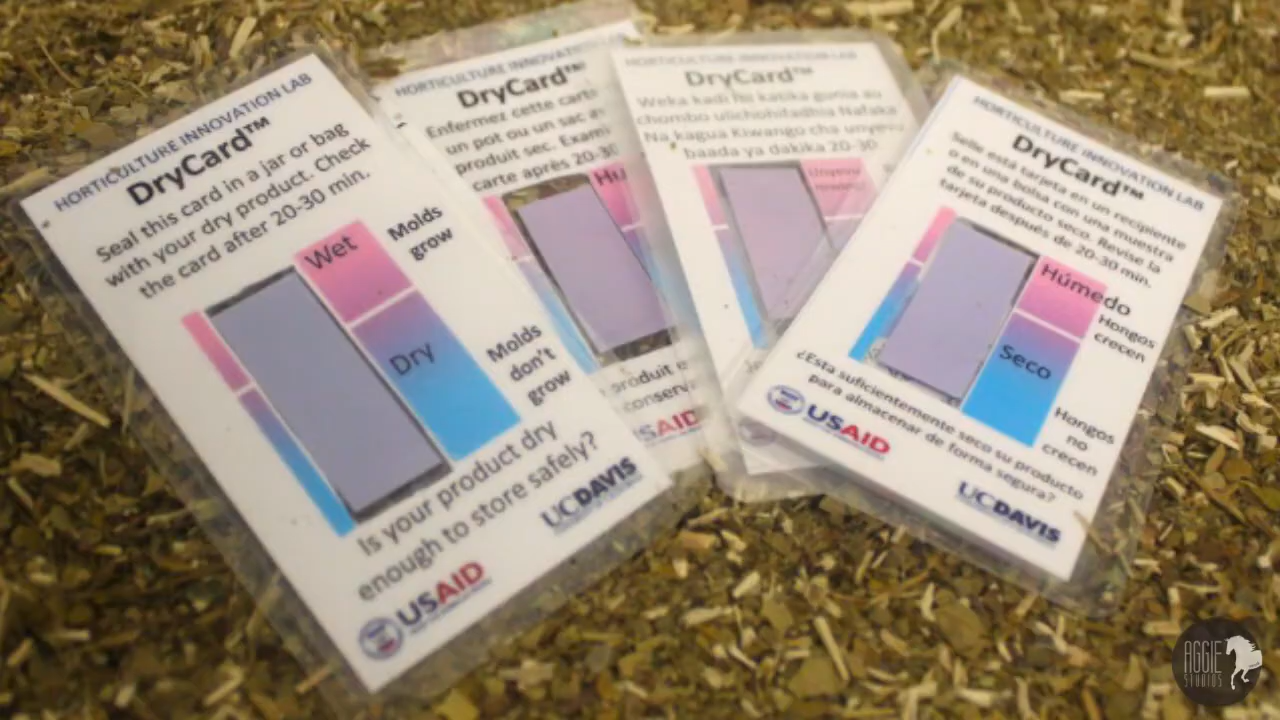 HORTICULTURE INNOVATION LAB
DryCard™
Seal this card in a jar or bag
with your dry product. Check
the card after 20-30 min.
Wet
Molds
grow
Dry
Molds
don't
grow
Is your product dry
enough to store safely?
USAID
UCDAVIS
HORTICULTURE INNOVAT
DryCard™
Enfermez cette carte
un pot ou un sac a
produit sec. Exami
carte après 20-30
Hu
produit e
conserv
SAID
HORTICULTURE INNOVATION LAB
DryCard™
Weka kadi hii katika gunia au
chombo ulichohifadhia Nafaka
Na kagua Kiwango cha unyevu
baada ya dakika 20-30
HORTICULTURE INNOVATION LAB
DryCard™
Selle está tarjeta en un recipiente
o en una bolsa con una muestra
de su producto seco. Revise la
tarjeta después de 20-30 min.
Húmedo
Hongos
crecen
Seco
Hongos
no
crecen
¿Esta suficientemente seco su producto
para almacenar de forma segura?
USAID
UCDAVIS
AGGIE
STUDIOS